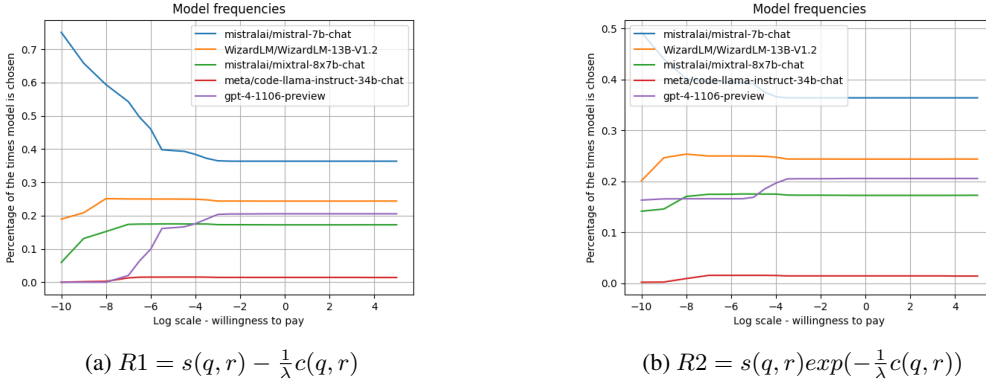 Model frequencies
Percentage of the times model is chosen
0.7
0.6
0.5
0.4
0.3
0.2
0.1
0.0
mistralai/mistral-7b-chat
WizardLM/WizardLM-13B-V1.2
mistralai/mixtral-8x7b-chat
meta/code-llama-instruct-34b-chat
gpt-4-1106-preview
−10 −8 −6 −4 −2 0 2 4
Log scale - willingness to pay
(a) R1 = s(q, r) − 1/λ c(q, r)
Model frequencies
Percentage of the times model is chosen
0.5
0.4
0.3
0.2
0.1
0.0
mistralai/mistral-7b-chat
WizardLM/WizardLM-13B-V1.2
mistralai/mixtral-8x7b-chat
meta/code-llama-instruct-34b-chat
gpt-4-1106-preview
−10 −8 −6 −4 −2 0 2 4
Log scale - willingness to pay
(b) R2 = s(q, r)exp(−1/λ c(q, r))